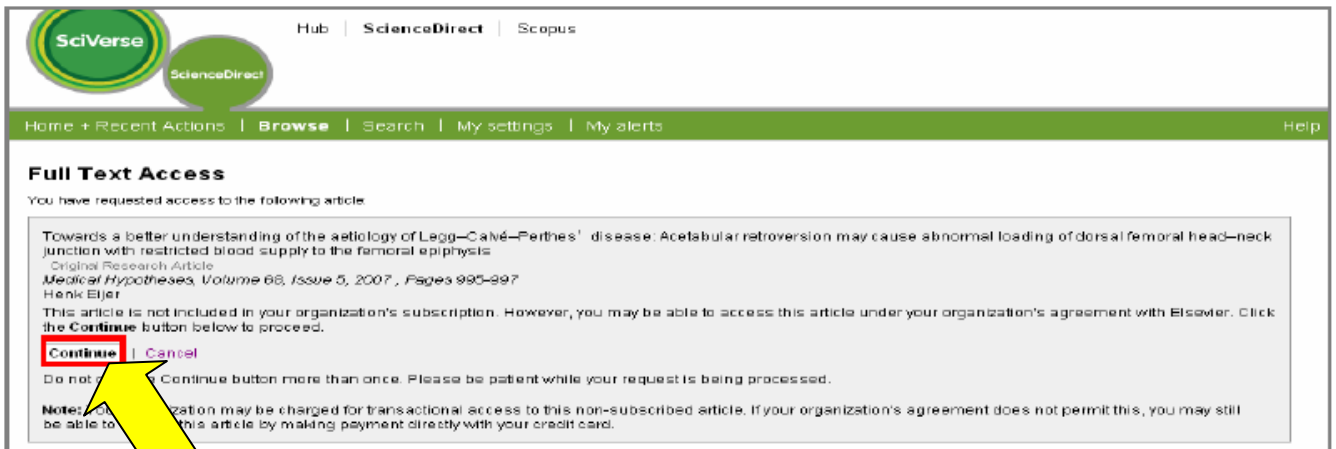 SciVerse
ScienceDirect
Hub | ScienceDirect | Scopus
Home + Recent Actions | Browse | Search | My settings | My alerts
Help
Full Text Access
You have requested access to the following article:
Towards a better understanding of the aetiology of Legg–Calvé–Perthes' disease: Acetabular retroversion may cause abnormal loading of dorsal femoral head–neck
junction with restricted blood supply to the femoral epiphysis
Original Research Article
Medical Hypotheses, Volume 68, Issue 5, 2007, Pages 995-997
Henk Eijer
This article is not included in your organization's subscription. However, you may be able to access this article under your organization's agreement with Elsevier. Click
the Continue button below to proceed.
Continue | Cancel
Do not Continue button more than once. Please be patient while your request is being processed.
Note: may be charged for transactional access to this non-subscribed article. If your organization's agreement does not permit this, you may still
be able to this article by making payment directly with your credit card.